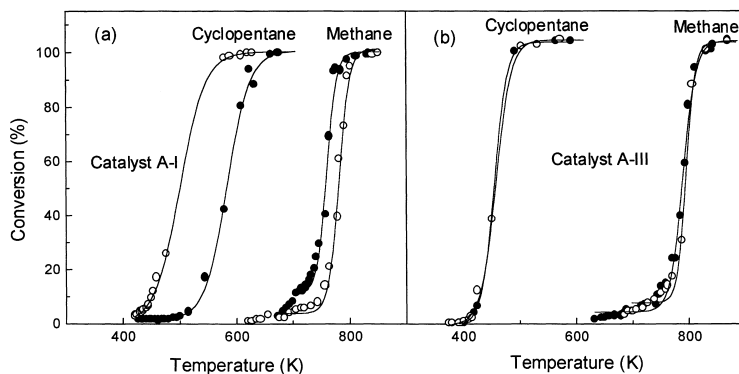 (a)
Cyclopentane
Methane
(b)
Cyclopentane
Methane
Catalyst A-I
Catalyst A-III
Conversion (%)
100
80
60
40
20
10
0
400
600
800
400
600
800
Temperature (K)
Temperature (K)